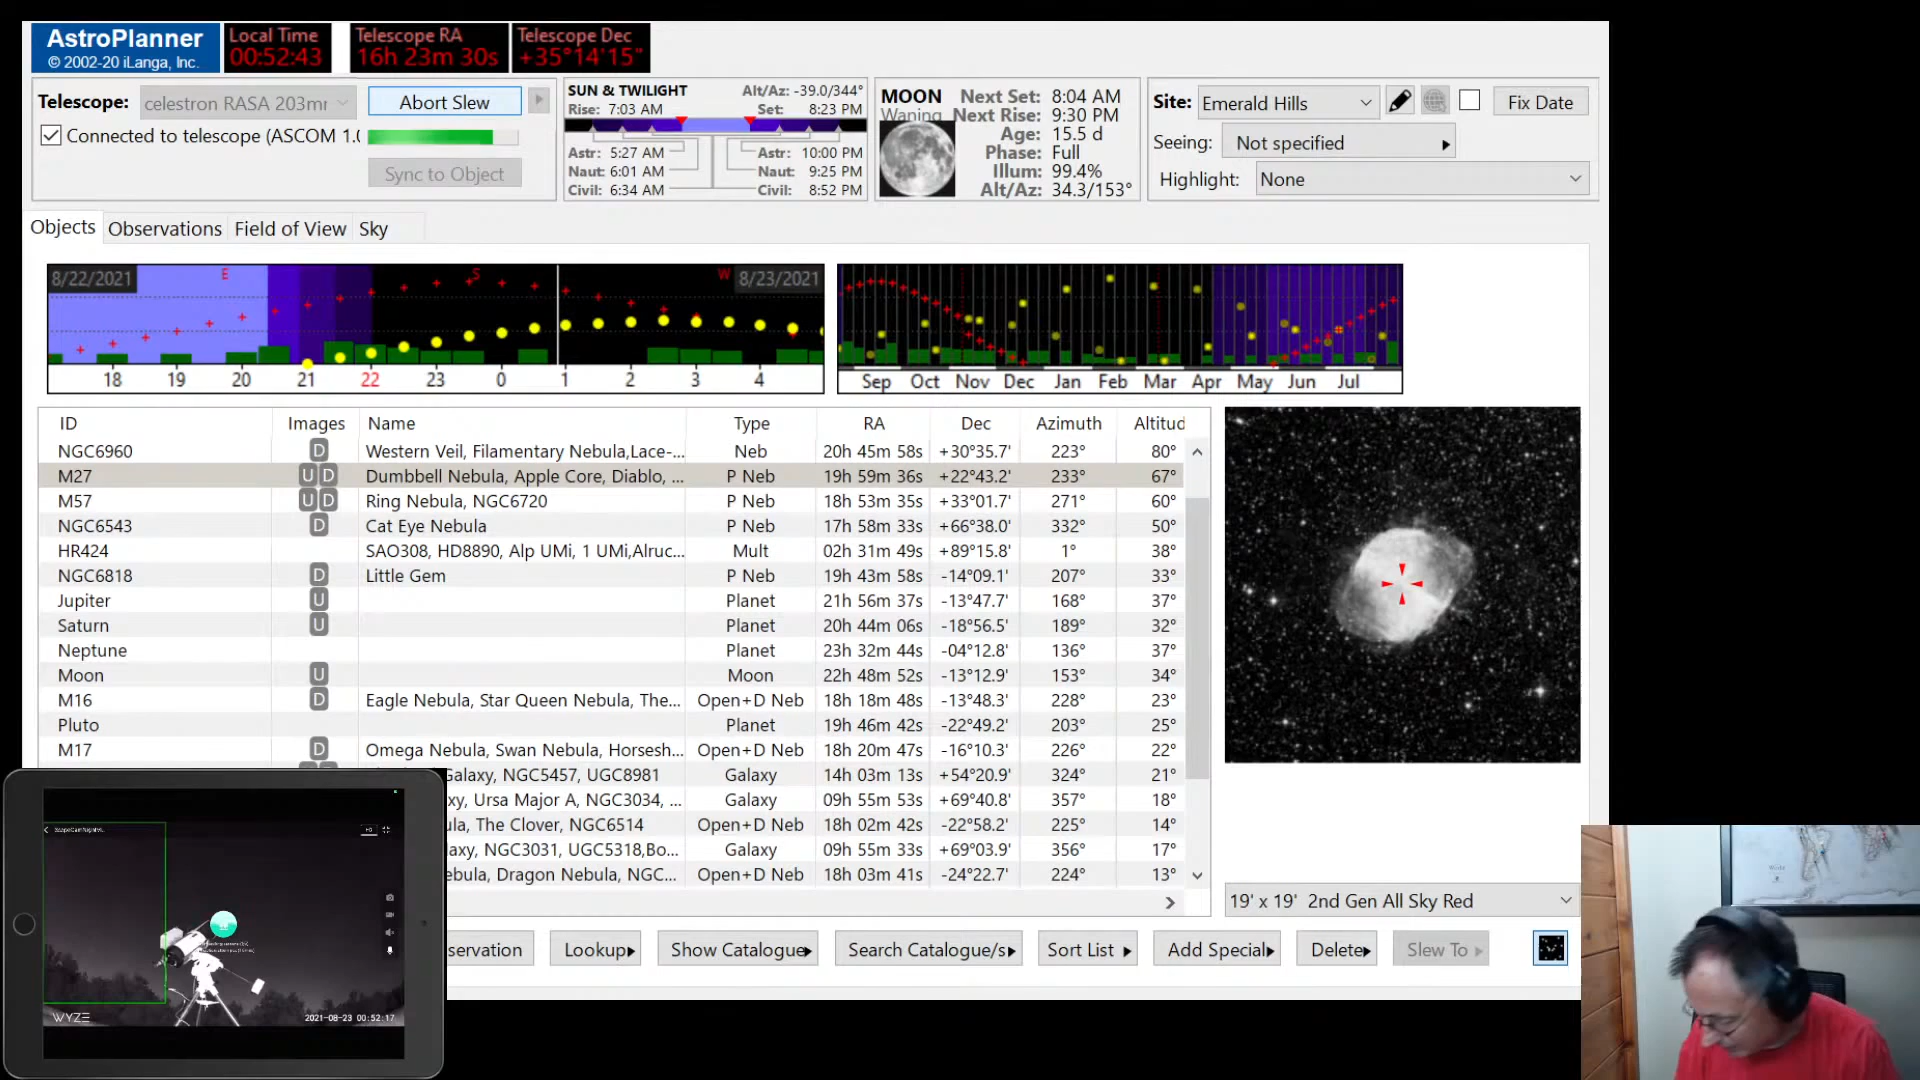 AstroPlanner
© 2002-20 iLanga, Inc.
Local Time
00:52:43
Telescope RA
16h 23m 30s
Telescope Dec
+35°14'15"
Telescope:
celestron RASA 203mr
Abort Slew
Connected to telescope (ASCOM 1.0
Sync to Object
SUN & TWILIGHT
Alt/Az: -39.0/344°
Rise: 7:03 AM
Set: 8:23 PM
Astr: 5:27 AM
Astr: 10:00 PM
Naut: 6:01 AM
Naut: 9:25 PM
Civil: 6:34 AM
Civil: 8:52 PM
MOON
Waning
Next Set: 8:04 AM
Next Rise: 9:30 PM
Age: 15.5 d
Phase: Full
Illum: 99.4%
Alt/Az: 34.3/153°
Site: Emerald Hills
Fix Date
Seeing: Not specified
Highlight: None
Objects Observations Field of View Sky
8/22/2021 E S W 8/23/2021
18 19 20 21 22 23 0 1 2 3 4
Sep Oct Nov Dec Jan Feb Mar Apr May Jun Jul
ID Images Name Type RA Dec Azimuth Altitud
NGC6960 D Western Veil, Filamentary Nebula,Lace-... Neb 20h 45m 58s +30°35.7' 223° 80°
M27 U D Dumbbell Nebula, Apple Core, Diablo, ... P Neb 19h 59m 36s +22°43.2' 233° 67°
M57 U D Ring Nebula, NGC6720 P Neb 18h 53m 35s +33°01.7' 271° 60°
NGC6543 D Cat Eye Nebula P Neb 17h 58m 33s +66°38.0' 332° 50°
HR424 SAO308, HD8890, Alp UMi, 1 UMi,Alruc... Mult 02h 31m 49s +89°15.8' 1° 38°
NGC6818 D Little Gem P Neb 19h 43m 58s -14°09.1' 207° 33°
Jupiter U Planet 21h 56m 37s -13°47.7' 168° 37°
Saturn U Planet 20h 44m 06s -18°56.5' 189° 32°
Neptune Planet 23h 32m 44s -04°12.8' 136° 37°
Moon U Moon 22h 48m 52s -13°12.9' 153° 34°
M16 D Eagle Nebula, Star Queen Nebula, The... Open+D Neb 18h 18m 48s -13°48.3' 228° 23°
Pluto Planet 19h 46m 42s -22°49.2' 203° 25°
M17 D Omega Nebula, Swan Nebula, Horsesh... Open+D Neb 18h 20m 47s -16°10.3' 226° 22°
Galaxy, NGC5457, UGC8981 Galaxy 14h 03m 13s +54°20.9' 324° 21°
xy, Ursa Major A, NGC3034, ... Galaxy 09h 55m 53s +69°40.8' 357° 18°
ula, The Clover, NGC6514 Open+D Neb 18h 02m 42s -22°58.2' 225° 14°
laxy, NGC3031, UGC5318,Bo... Galaxy 09h 55m 33s +69°03.9' 356° 17°
ebula, Dragon Nebula, NGC... Open+D Neb 18h 03m 41s -24°22.7' 224° 13°
19' x 19' 2nd Gen All Sky Red
servation Lookup Show Catalogue Search Catalogue/s Sort List Add Special Delete Slew To
WYZE
2021-08-23 00:52:17